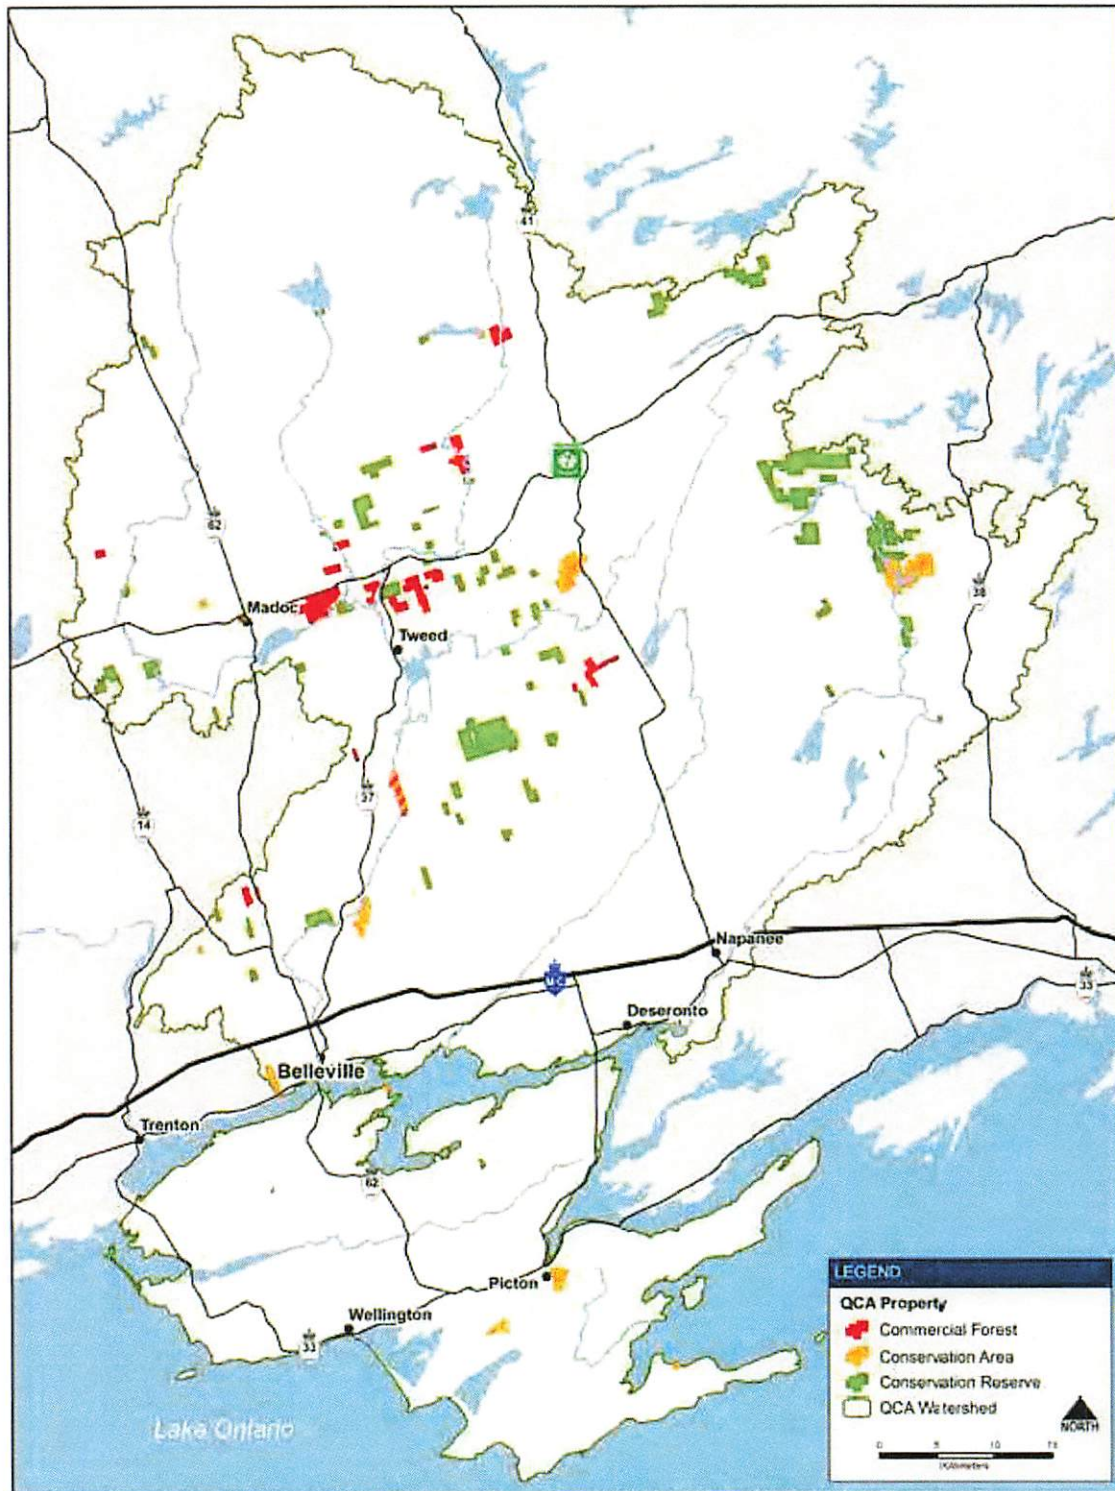 41
62
Madoc
Tweed
38
37
14
Napanee
33
Deseronto
Belleville
Trenton
62
Picton
Wellington
33
Lake Ontario
LEGEND
QCA Property
Commercial Forest
Conservation Area
Conservation Reserve
QCA Watershed
NORTH
0 5 10 15
Kilometers